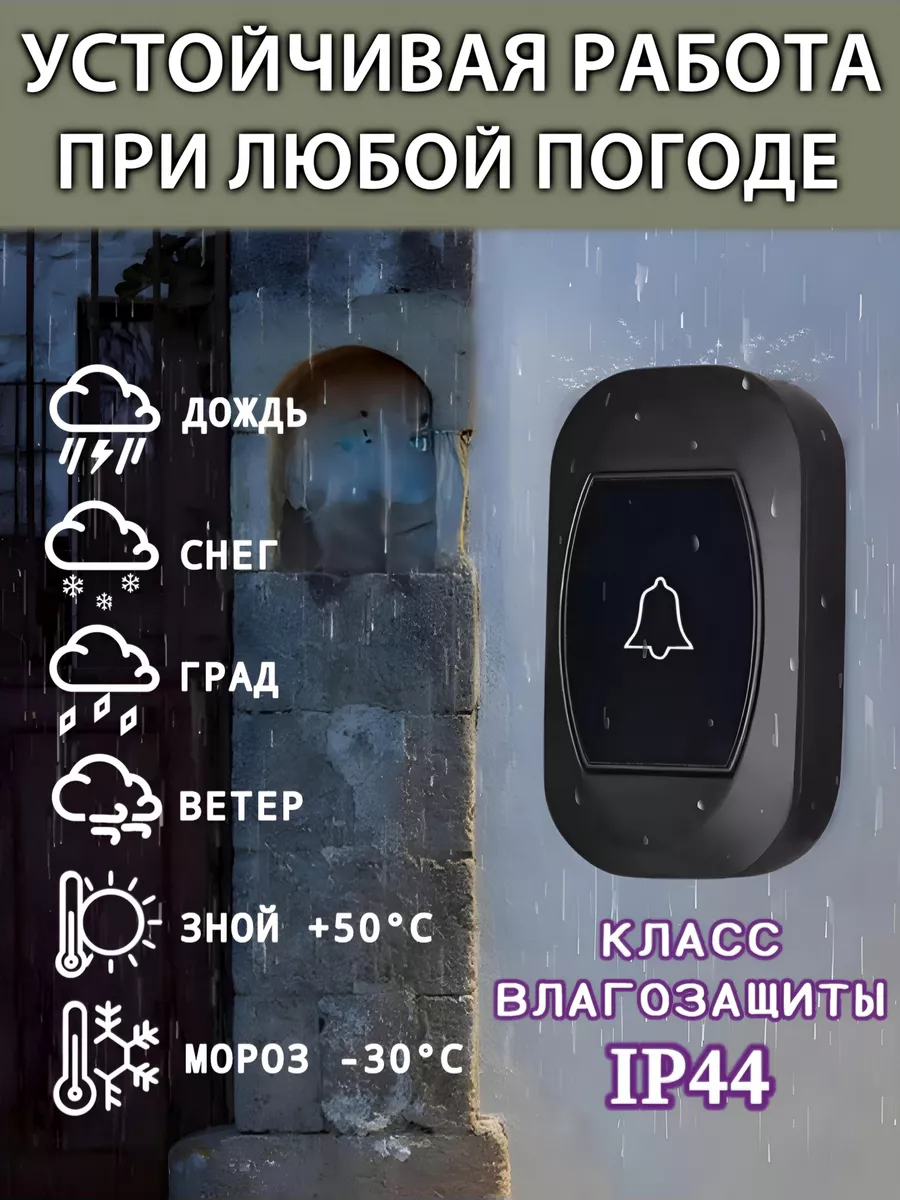 УСТОЙЧИВАЯ РАБОТА
ПРИ ЛЮБОЙ ПОГОДЕ
ДОЖДЬ
СНЕГ
ГРАД
ВЕТЕР
ЗНОЙ +50°C
МОРОЗ -30°C
КЛАСС
ВЛАГОЗАЩИТЫ
IP44